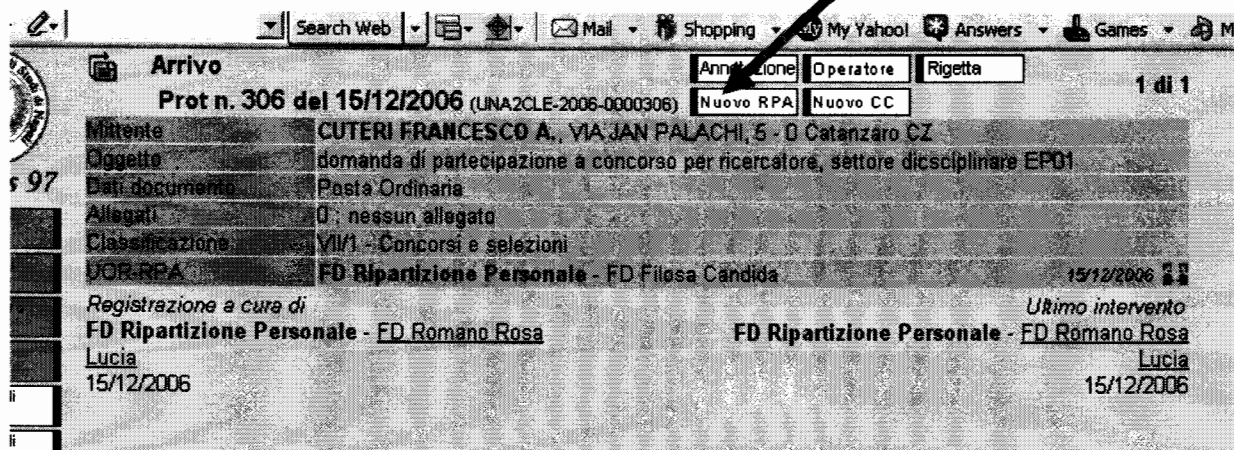 Search Web Mail Shopping My Yahoo! Answers Games M
Arrivo
Operatore Rigetta
1 di 1
Prot n. 306 del 15/12/2006 (UNA2CLE-2006-0000306) Nuovo RPA Nuovo CC
Mittente CUTERI FRANCESCO A., VIA JAN PALACHI, 5 - 0 Catanzaro CZ
Oggetto domanda di partecipazione a concorso per ricercatore, settore dicsciplinare EP01
s 97
Dati documento Posta Ordinaria
Allegati 0 : nessun allegato
Classificazione VII/1 - Concorsi e selezioni
UOR-RPA FD Ripartizione Personale - FD Filosa Candida 15/12/2006
Registrazione a cura di Ultimo intervento
FD Ripartizione Personale - FD Romano Rosa FD Ripartizione Personale - FD Romano Rosa
Lucia Lucia
15/12/2006 15/12/2006
li
li